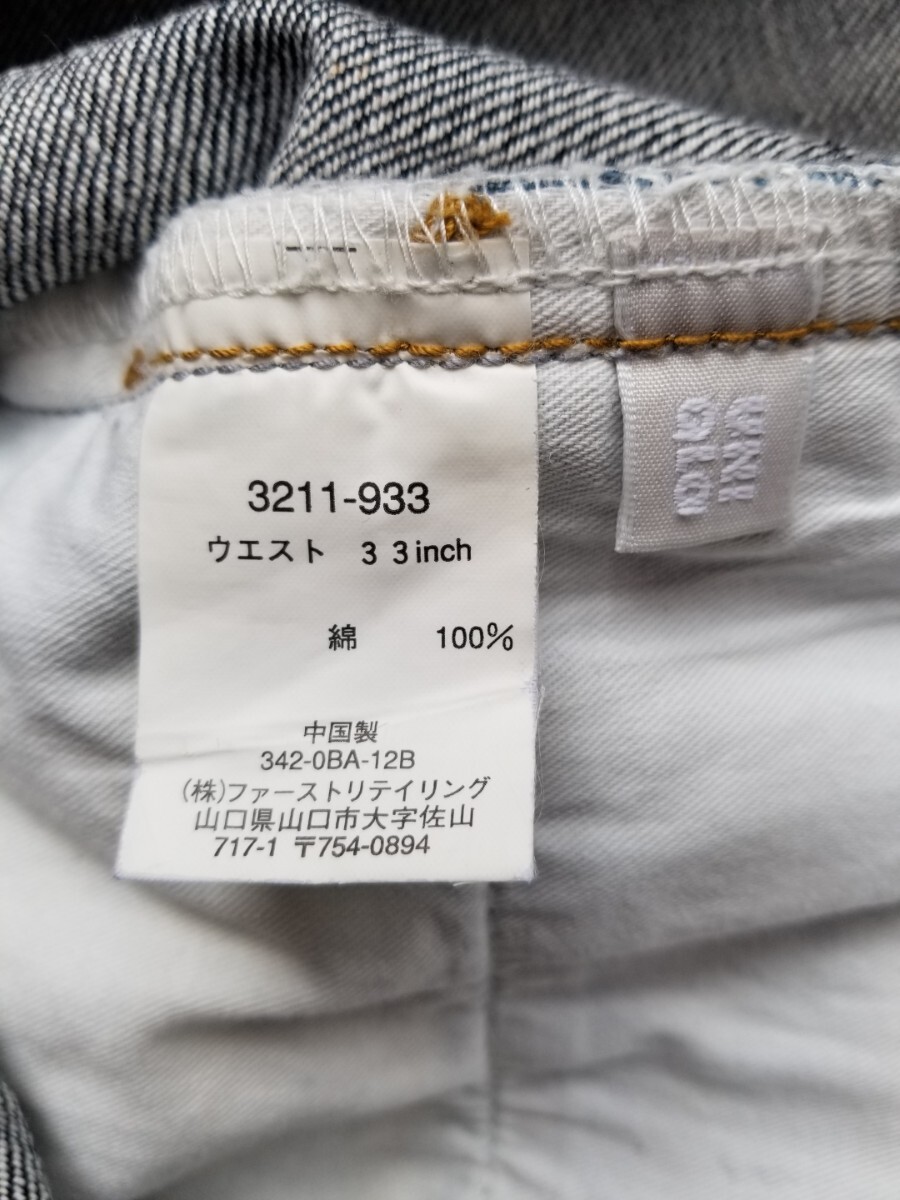 3211-933
ウエスト 33inch
綿 100%
中国製
342-0BA-12B
(株)ファーストリテイリング
山口県山口市大字佐山
717-1 〒754-0894
UNI
QLO